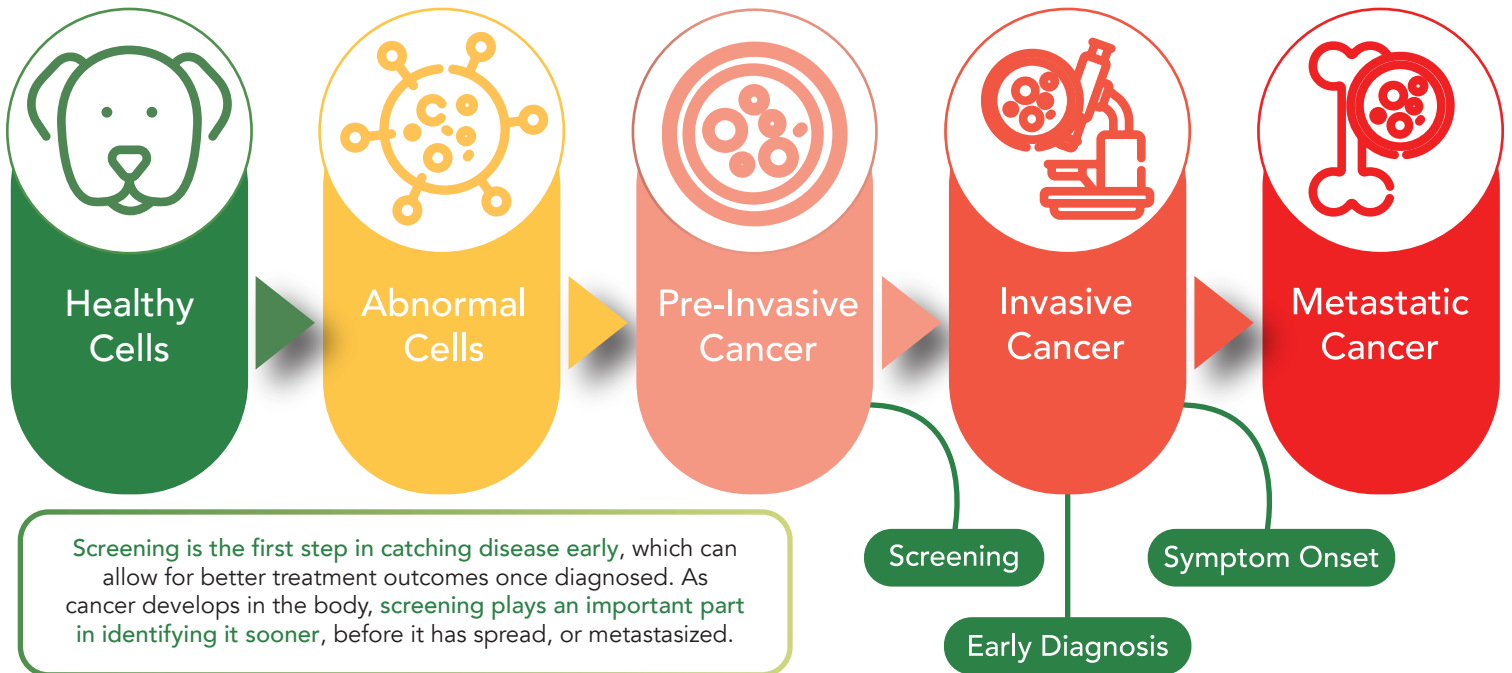 Healthy
Cells
Abnormal
Cells
Pre-Invasive
Cancer
Invasive
Cancer
Metastatic
Cancer
Screening is the first step in catching disease early, which can
allow for better treatment outcomes once diagnosed. As
cancer develops in the body, screening plays an important part
in identifying it sooner, before it has spread, or metastasized.
Screening
Early Diagnosis
Symptom Onset